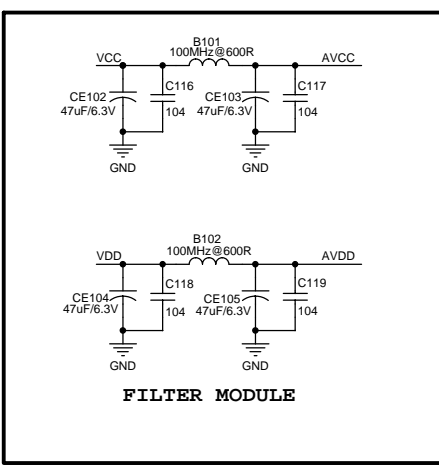 B101
100MHz@600R
VCC
AVCC
C116
C117
CE102
47uF/6.3V
104
CE103
47uF/6.3V
104
GND
GND
B102
100MHz@600R
VDD
AVDD
C118
C119
CE104
47uF/6.3V
104
CE105
47uF/6.3V
104
GND
GND
FILTER MODULE